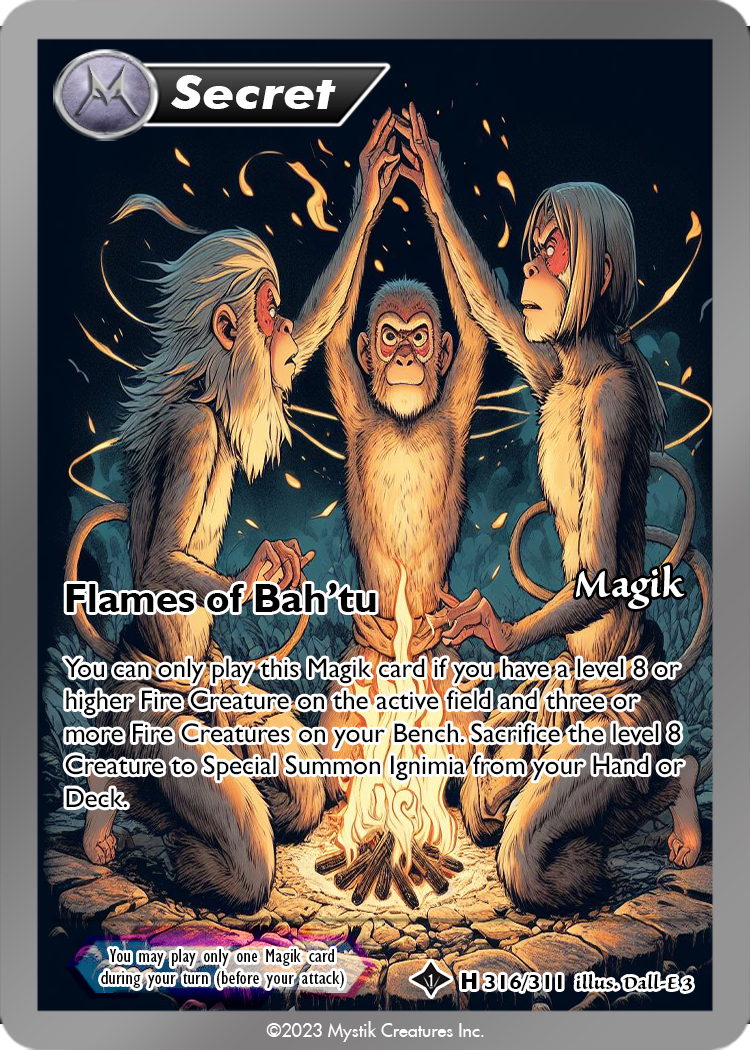 Secret
Flames of Bah'tu
Magik
You can only play this Magik card if you have a level 8 or
higher Fire Creature on the active field and three or
more Fire Creatures on your Bench. Sacrifice the level 8
Creature to Special Summon Ignimia from your Hand or
Deck.
You may play only one Magik card
during your turn (before your attack)
1 H 316/311 illus. Dall-E 3
©2023 Mystik Creatures Inc.